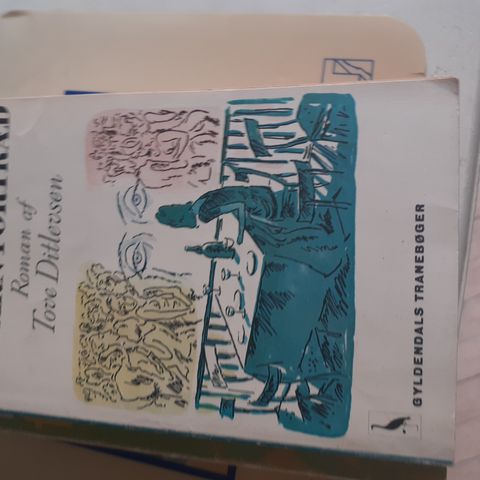 Roman af
Tove Ditlevsen
GYLDENDALS TRANEBØGER